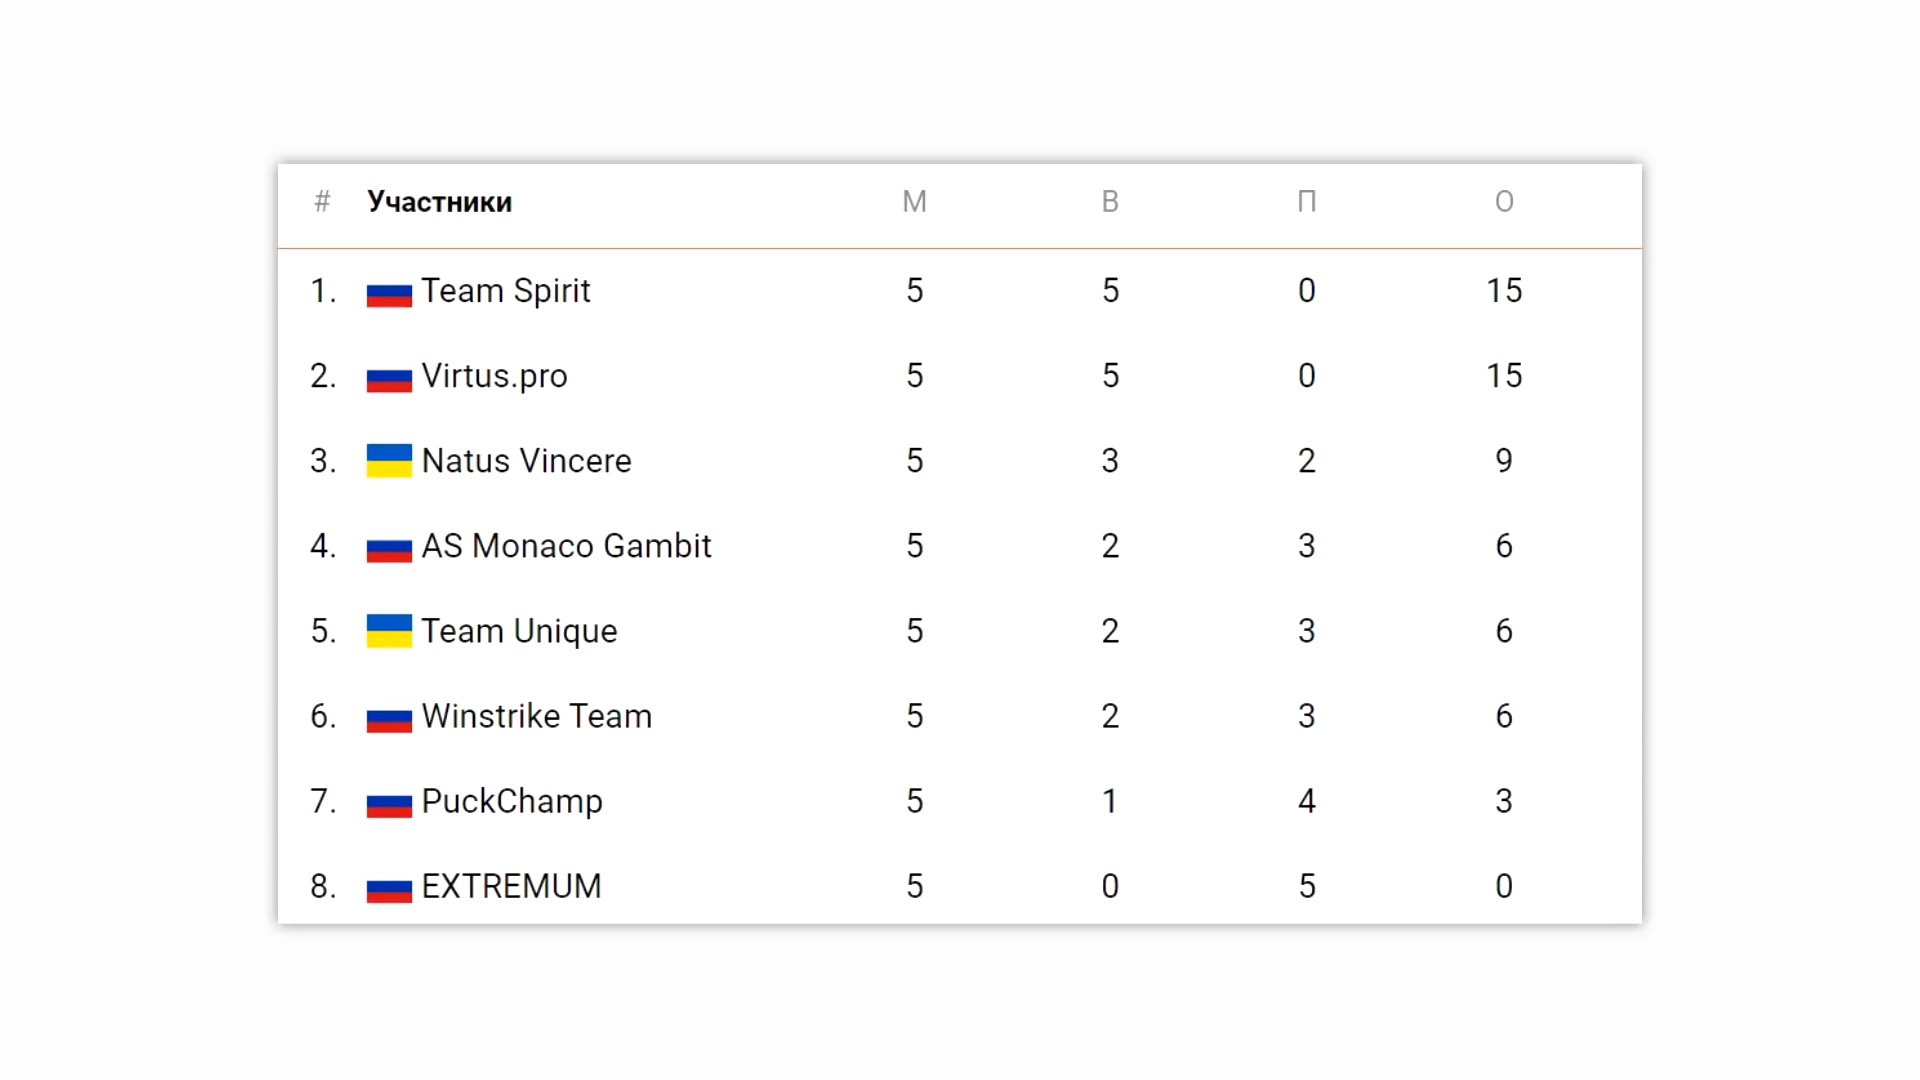 # Участники М В П О
1. Team Spirit 5 5 0 15
2. Virtus.pro 5 5 0 15
3. Natus Vincere 5 3 2 9
4. AS Monaco Gambit 5 2 3 6
5. Team Unique 5 2 3 6
6. Winstrike Team 5 2 3 6
7. PuckChamp 5 1 4 3
8. EXTREMUM 5 0 5 0